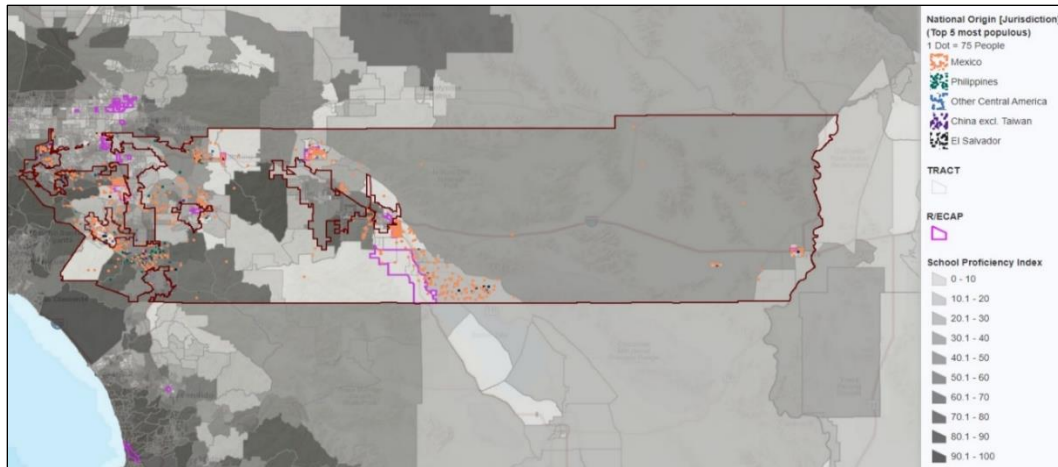 National Origin [Jurisdiction]
(Top 5 most populous)
1 Dot = 75 People
Mexico
Philippines
Other Central America
China excl. Taiwan
El Salvador
TRACT
R/ECAP
School Proficiency Index
0 - 10
10.1 - 20
20.1 - 30
30.1 - 40
40.1 - 50
50.1 - 60
60.1 - 70
70.1 - 80
80.1 - 90
90.1 - 100